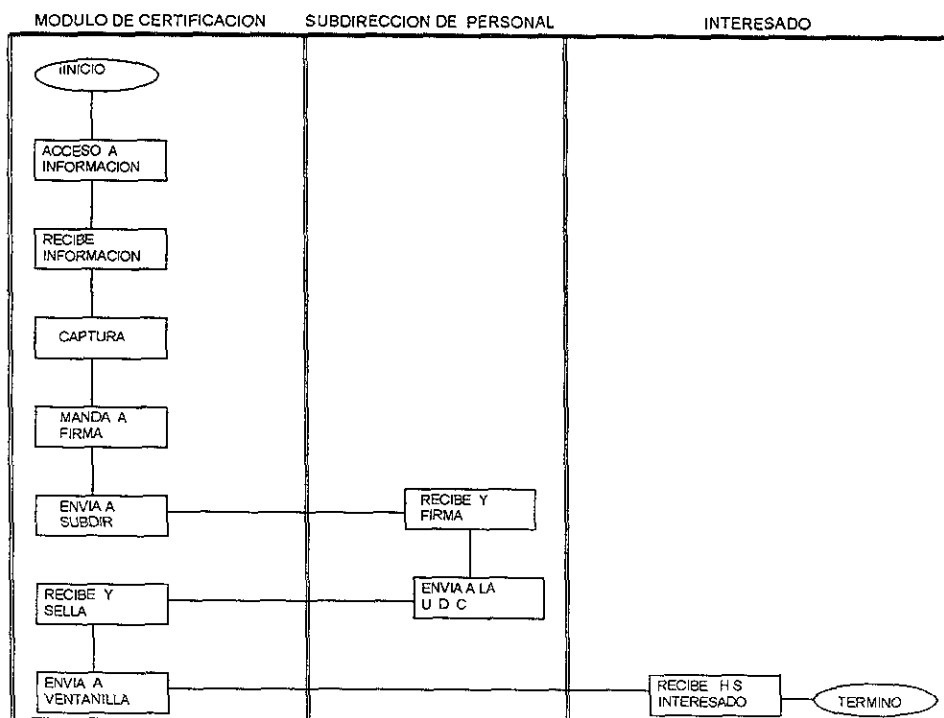 MODULO DE CERTIFICACION
SUBDIRECCION DE PERSONAL
INTERESADO
IINICIO
ACCESO A
INFORMACION
RECIBE
INFORMACION
CAPTURA
MANDA A
FIRMA
ENVIA A
SUBDIR
RECIBE Y
FIRMA
ENVIA A LA
U D C
RECIBE Y
SELLA
ENVIA A
VENTANILLA
RECIBE H S
INTERESADO
TERMINO